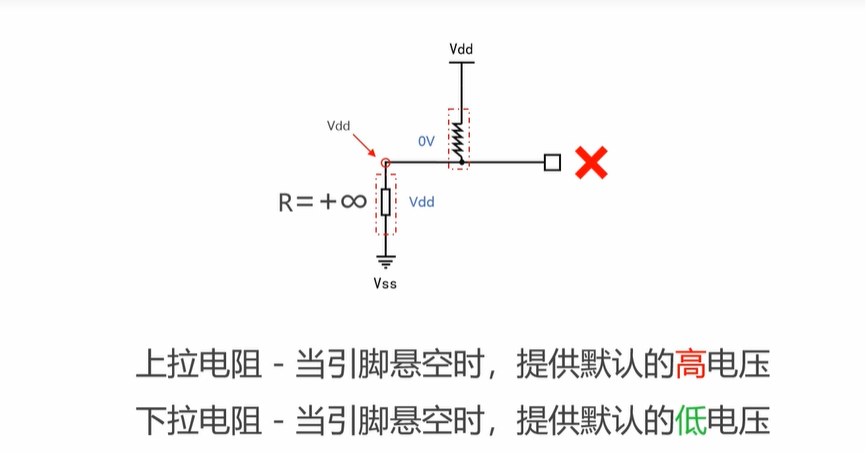 Vdd
Vdd
0V
R=+∞
Vdd
Vss
上拉电阻 - 当引脚悬空时，提供默认的高电压
下拉电阻 - 当引脚悬空时，提供默认的低电压